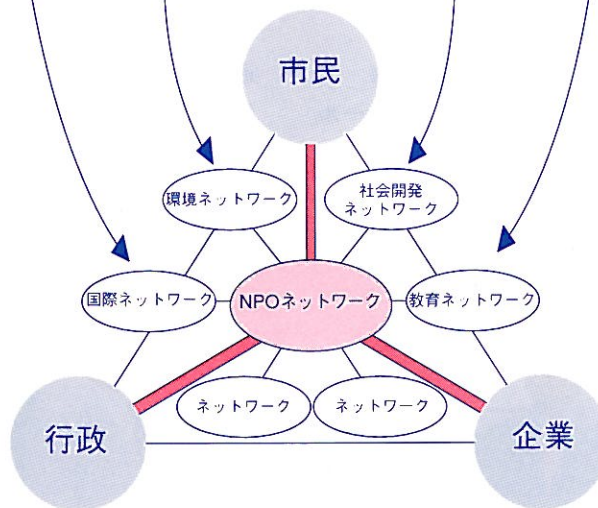 市民
環境ネットワーク
社会開発
ネットワーク
国際ネットワーク
NPOネットワーク
教育ネットワーク
ネットワーク
ネットワーク
行政
企業